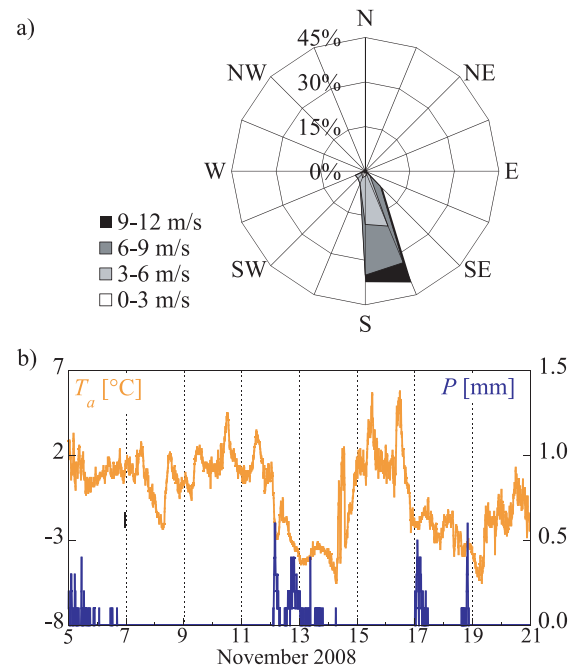 a)
N
45%
NW
NE
30%
15%
W
0%
E
9-12 m/s
6-9 m/s
3-6 m/s
0-3 m/s
SW
SE
S
b)
7
1.5
Ta [°C]
P [mm]
2
1.0
-3
0.5
-8
0.0
5 7 9 11 13 15 17 19 21
November 2008